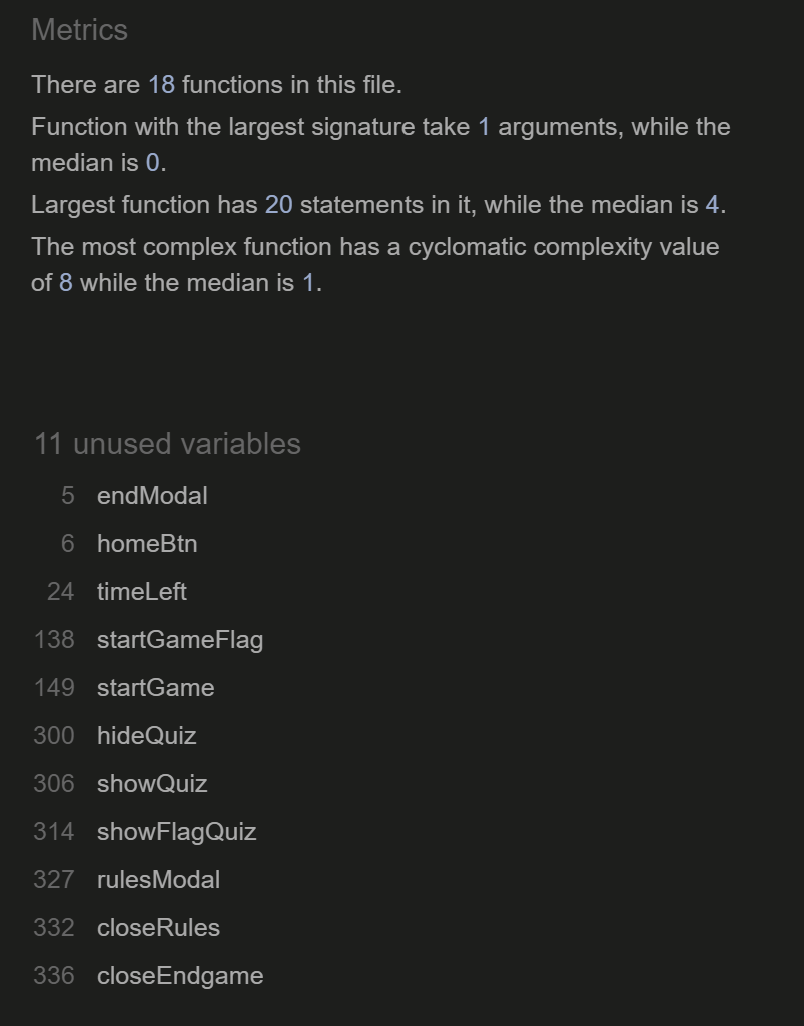 Metrics
There are 18 functions in this file.
Function with the largest signature take 1 arguments, while the
median is 0.
Largest function has 20 statements in it, while the median is 4.
The most complex function has a cyclomatic complexity value
of 8 while the median is 1.
11 unused variables
5 endModal
6 homeBtn
24 timeLeft
138 startGameFlag
149 startGame
300 hideQuiz
306 showQuiz
314 showFlagQuiz
327 rulesModal
332 closeRules
336 closeEndgame